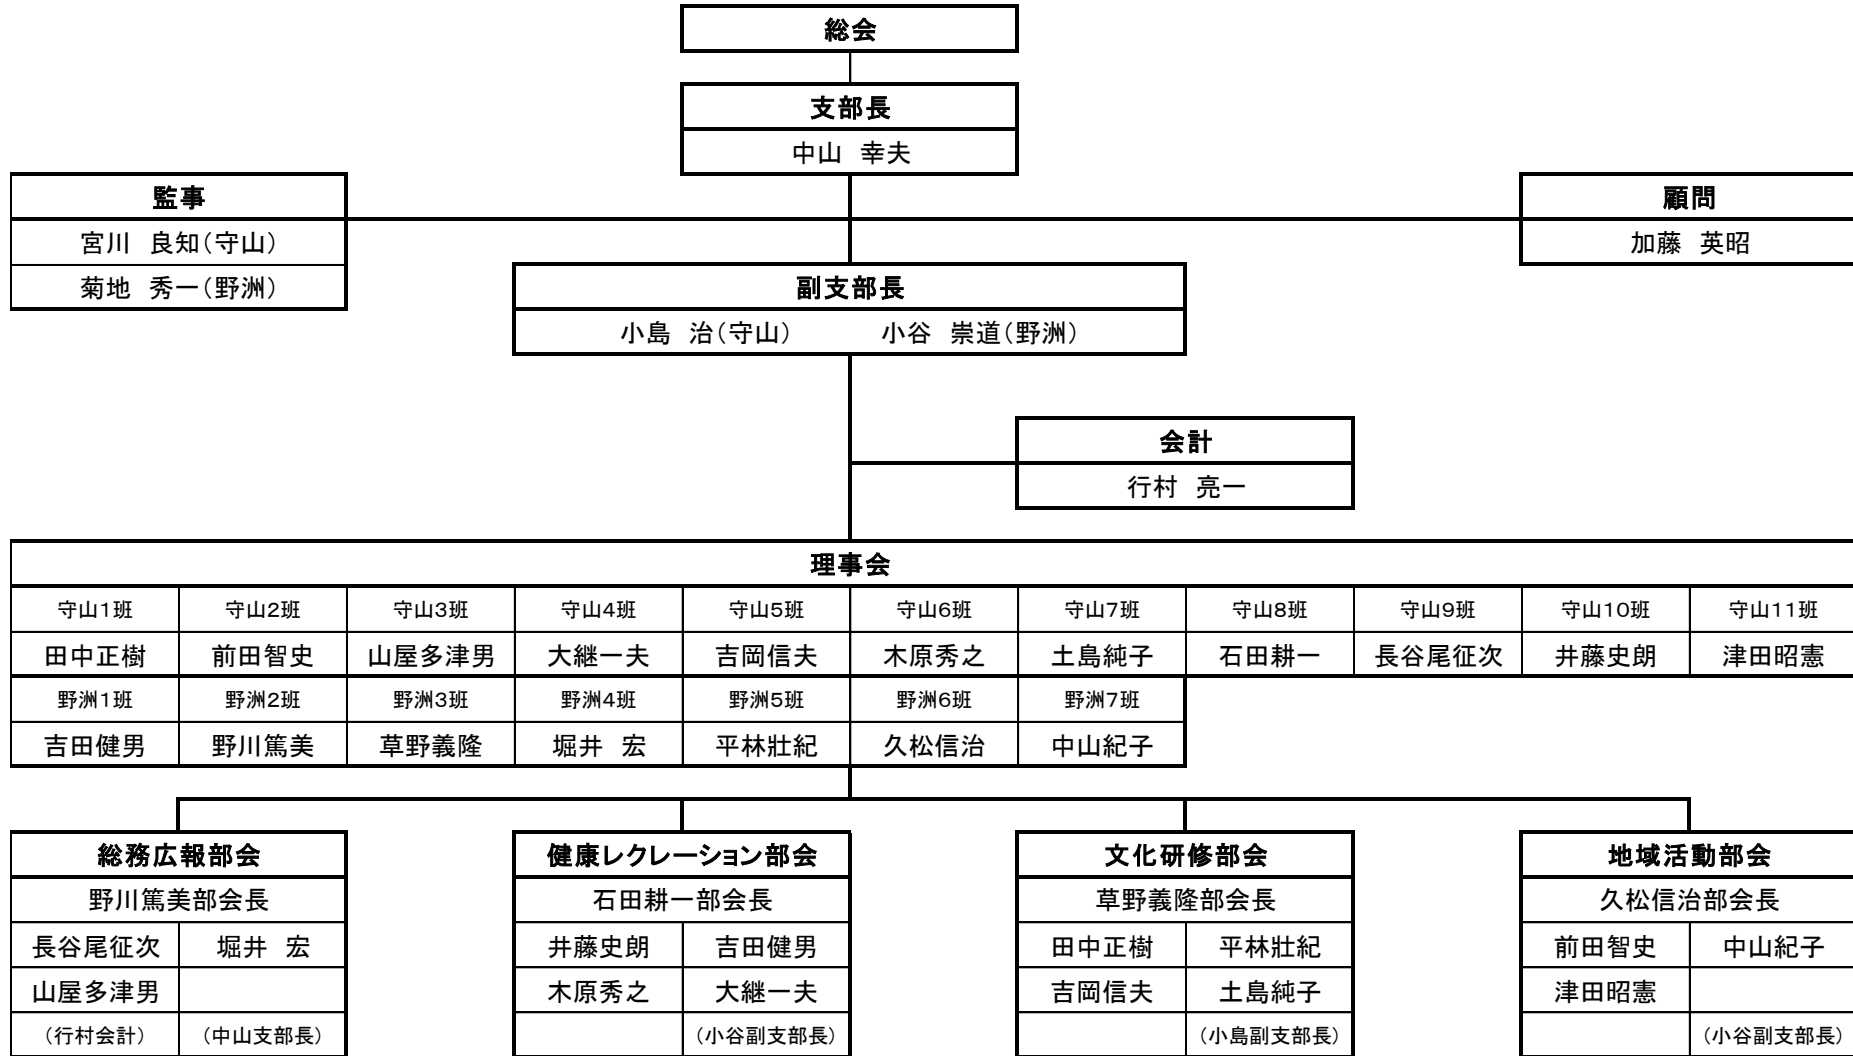 総会
支部長
中山 幸夫
監事
宮川 良知（守山）
菊地 秀一（野洲）
顧問
加藤 英昭
副支部長
小島 治（守山） 小谷 崇道（野洲）
会計
行村 亮一
理事会
守山1班 守山2班 守山3班 守山4班 守山5班 守山6班 守山7班 守山8班 守山9班 守山10班 守山11班
田中正樹 前田智史 山屋多津男 大継一夫 吉岡信夫 木原秀之 土島純子 石田耕一 長谷尾征次 井藤史朗 津田昭憲
野洲1班 野洲2班 野洲3班 野洲4班 野洲5班 野洲6班 野洲7班
吉田健男 野川篤美 草野義隆 堀井 宏 平林壯紀 久松信治 中山紀子
総務広報部会
野川篤美部会長
長谷尾征次 堀井 宏
山屋多津男
（行村会計） （中山支部長）
健康レクレーション部会
石田耕一部会長
井藤史朗 吉田健男
木原秀之 大継一夫
（小谷副支部長）
文化研修部会
草野義隆部会長
田中正樹 平林壯紀
吉岡信夫 土島純子
（小島副支部長）
地域活動部会
久松信治部会長
前田智史 中山紀子
津田昭憲
（小谷副支部長）